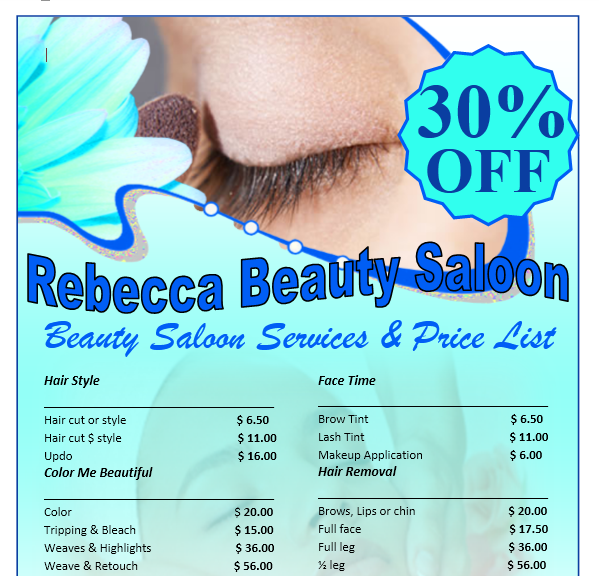 30%
OFF
Rebecca Beauty Saloon
Beauty Saloon Services & Price List
Hair Style
Hair cut or style $ 6.50
Hair cut $ style $ 11.00
Updo $ 16.00
Color Me Beautiful
Color $ 20.00
Tripping & Bleach $ 15.00
Weaves & Highlights $ 36.00
Weave & Retouch $ 56.00
Face Time
Brow Tint $ 6.50
Lash Tint $ 11.00
Makeup Application $ 6.00
Hair Removal
Brows, Lips or chin $ 20.00
Full face $ 17.50
Full leg $ 36.00
½ leg $ 56.00